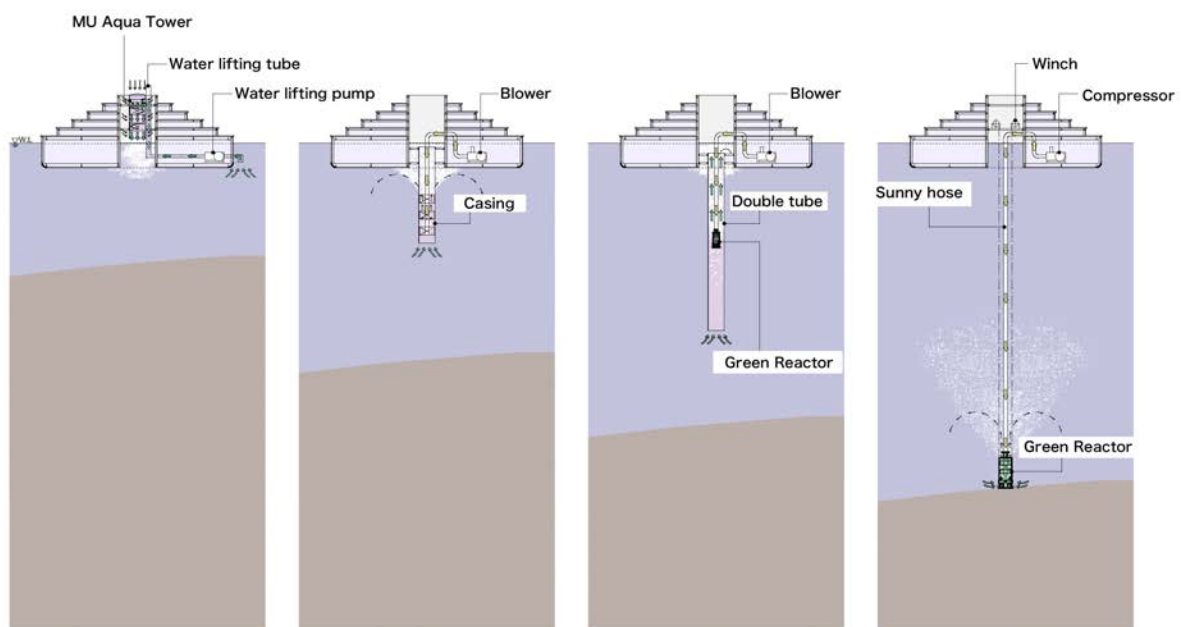 MU Aqua Tower
Water lifting tube
Water lifting pump
W.L
Blower
Casing
Blower
Double tube
Green Reactor
Winch
Compressor
Sunny hose
Green Reactor